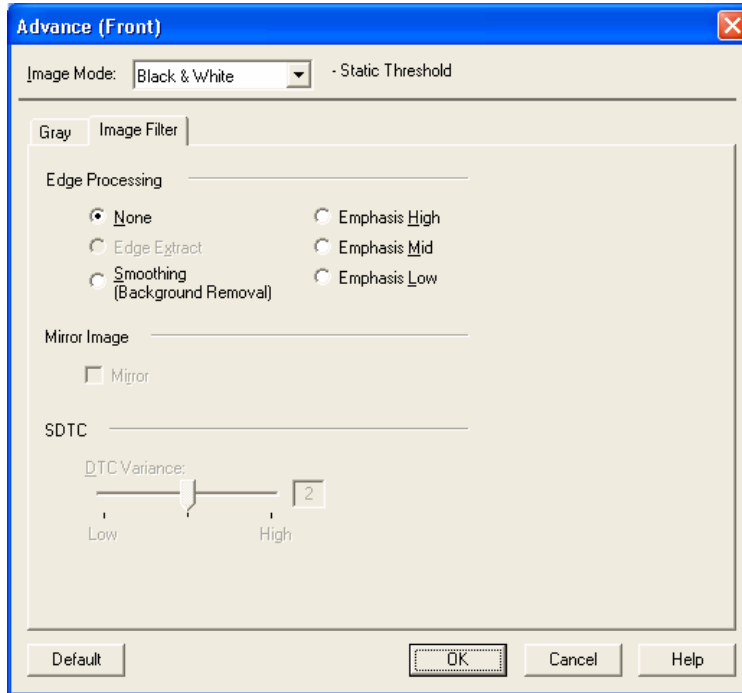 Advance (Front)
Image Mode: Black & White - Static Threshold
Gray Image Filter
Edge Processing
None Emphasis High
Edge Extract Emphasis Mid
Smoothing Emphasis Low
(Background Removal)
Mirror Image
Mirror
SDTC
DTC Variance:
2
Low High
Default OK Cancel Help